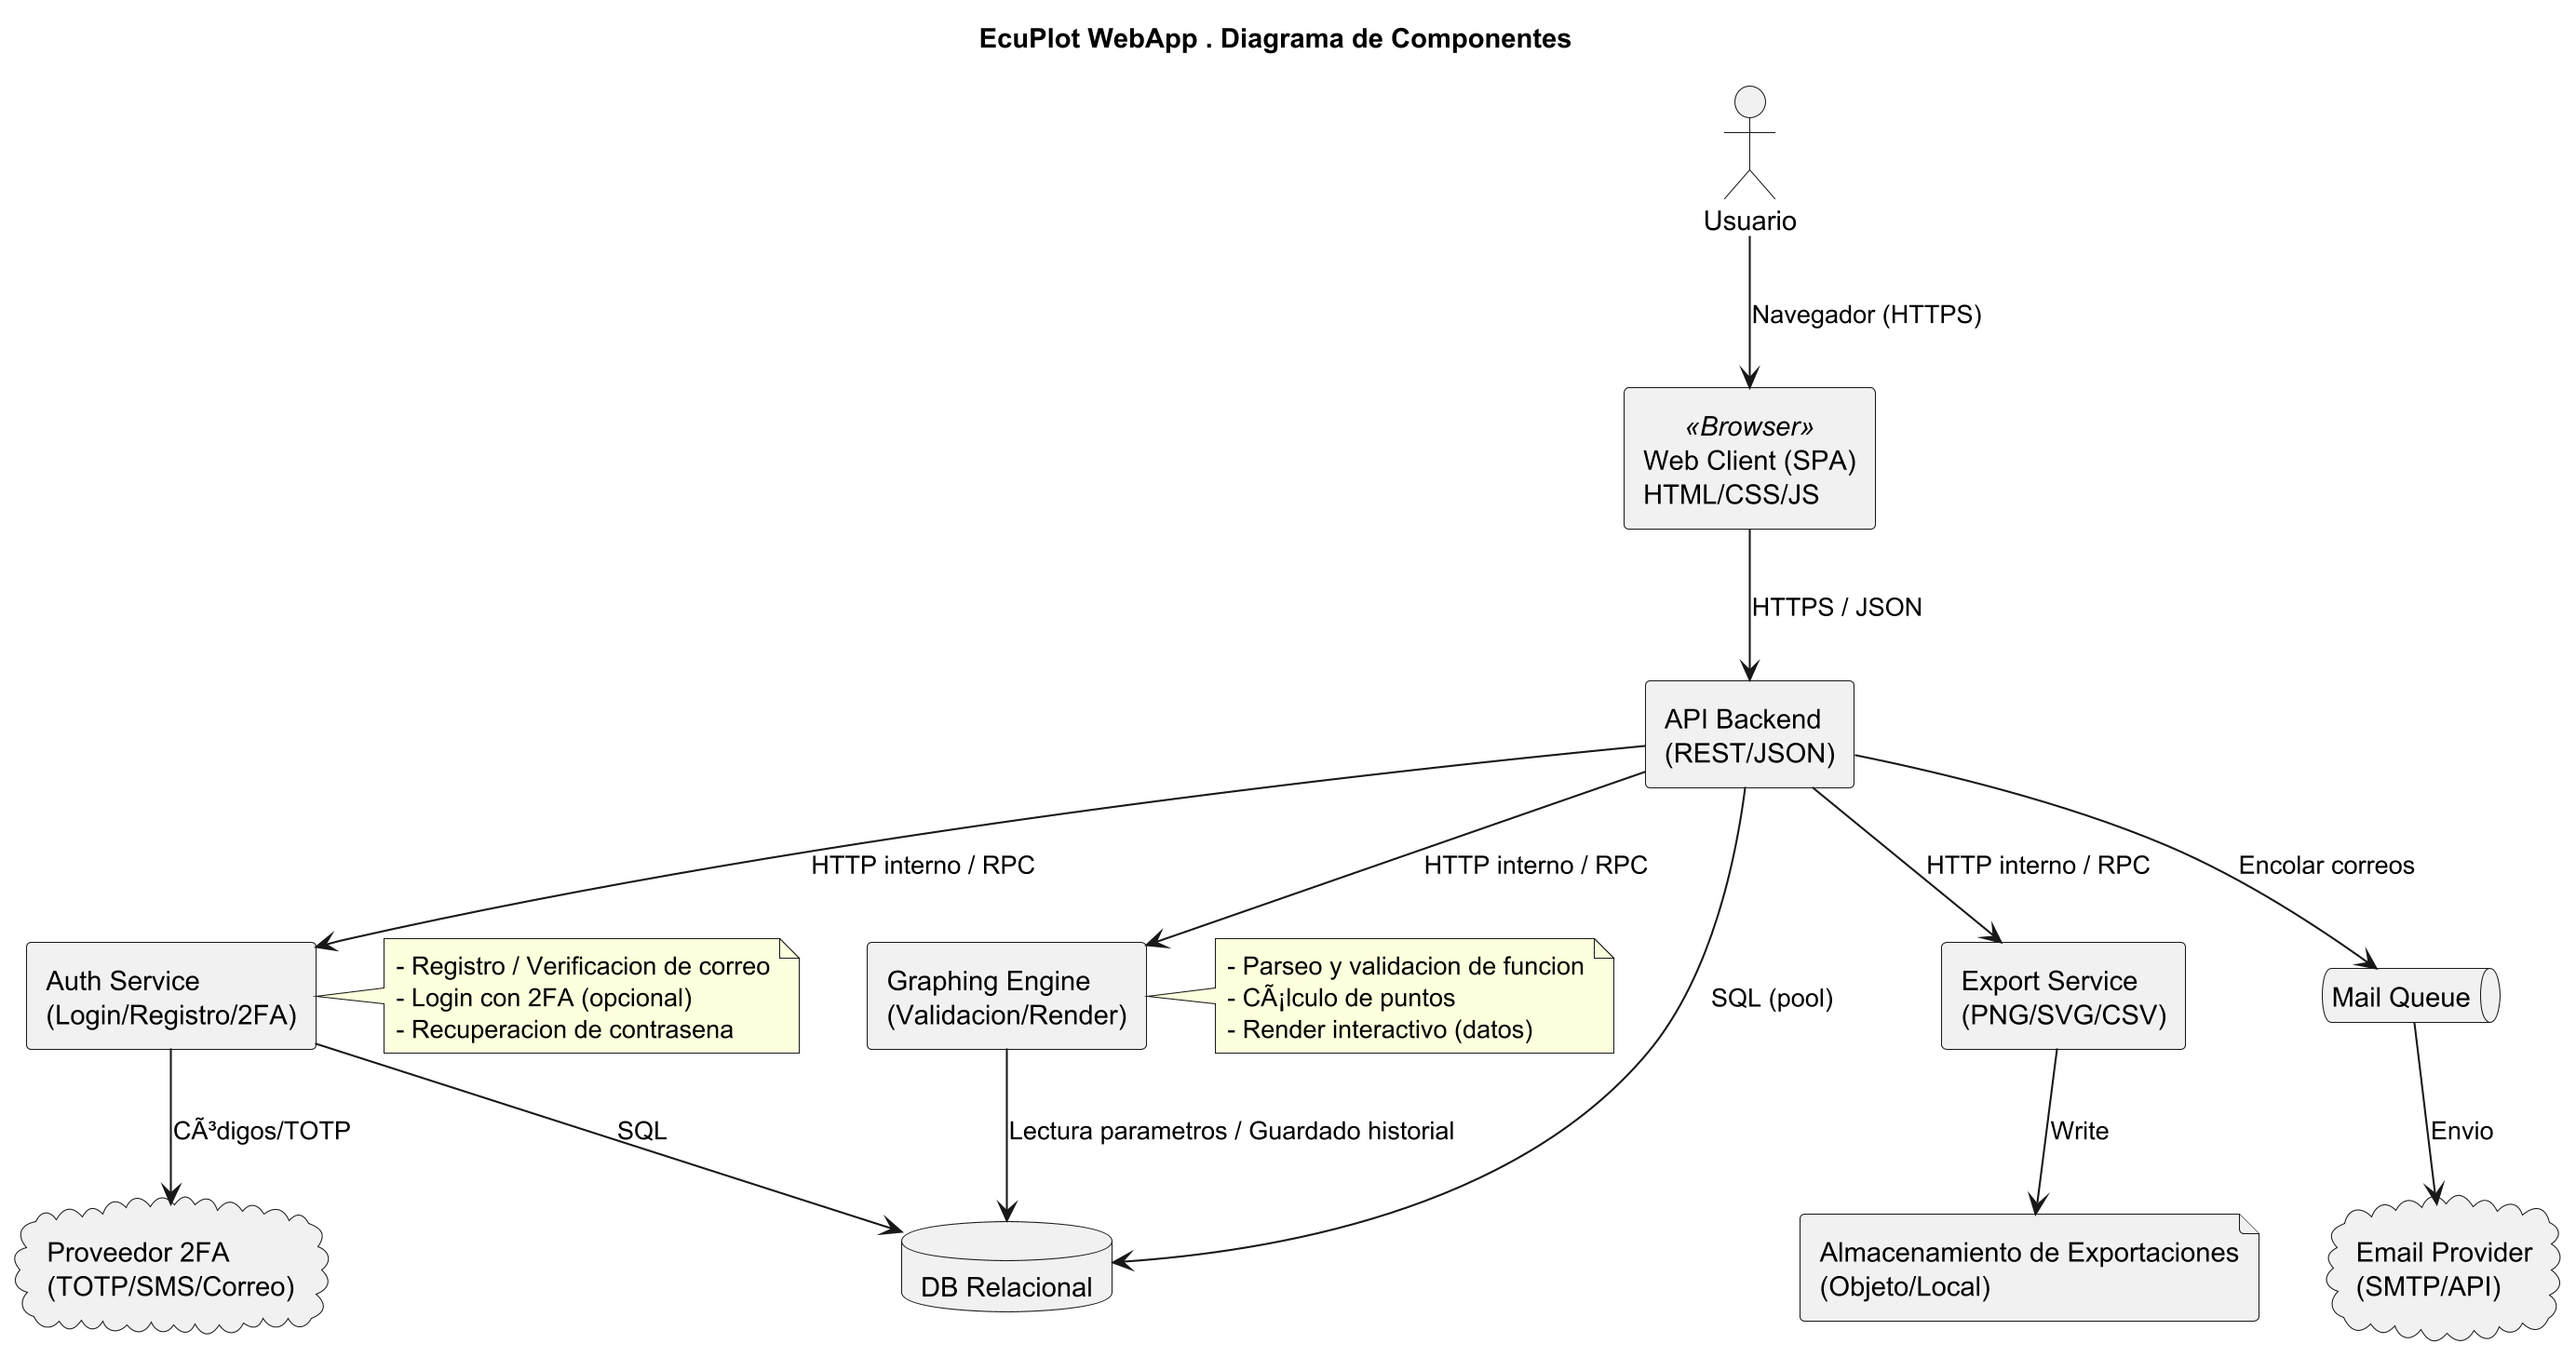 EcuPlot WebApp . Diagrama de Componentes
Usuario
Navegador (HTTPS)
«Browser»
Web Client (SPA)
HTML/CSS/JS
HTTPS / JSON
API Backend
(REST/JSON)
HTTP interno / RPC
HTTP interno / RPC
HTTP interno / RPC
Encolar correos
Auth Service
(Login/Registro/2FA)
- Registro / Verificacion de correo
- Login con 2FA (opcional)
- Recuperacion de contrasena
Graphing Engine
(Validacion/Render)
- Parseo y validacion de funcion
- CÃ¡lculo de puntos
- Render interactivo (datos)
SQL (pool)
Export Service
(PNG/SVG/CSV)
Mail Queue
CÃ³digos/TOTP
SQL
Lectura parametros / Guardado historial
Write
Envio
Proveedor 2FA
(TOTP/SMS/Correo)
DB Relacional
Almacenamiento de Exportaciones
(Objeto/Local)
Email Provider
(SMTP/API)